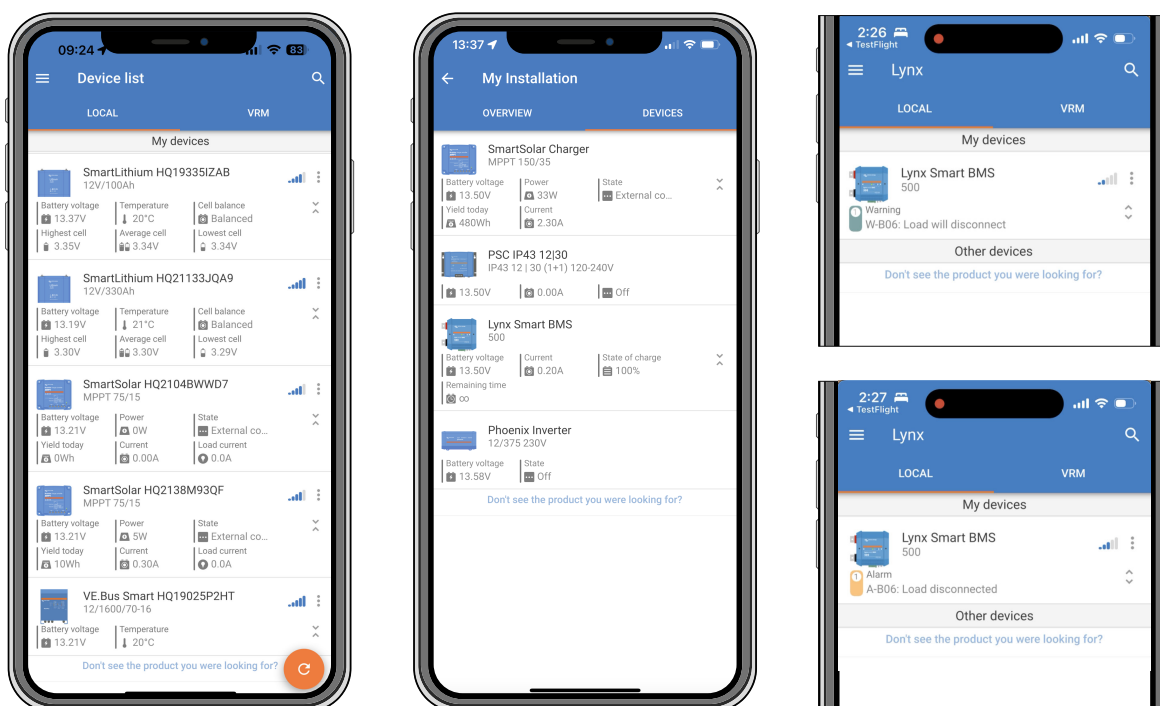 09:24
83
Device list
LOCAL
VRM
My devices
SmartLithium HQ19335IZAB
12V/100Ah
Battery voltage
Temperature
Cell balance
13.37V
20°C
Balanced
Highest cell
Average cell
Lowest cell
3.35V
3.34V
3.34V
SmartLithium HQ21133JQA9
12V/330Ah
Battery voltage
Temperature
Cell balance
13.19V
21°C
Balanced
Highest cell
Average cell
Lowest cell
3.30V
3.30V
3.29V
SmartSolar HQ2104BWWD7
MPPT 75/15
Battery voltage
Power
State
13.21V
0W
External co...
Yield today
Current
Load current
0Wh
0.00A
0.0A
SmartSolar HQ2138M93QF
MPPT 75/15
Battery voltage
Power
State
13.21V
5W
External co...
Yield today
Current
Load current
10Wh
0.30A
0.0A
VE.Bus Smart HQ19025P2HT
12/1600/70-16
Battery voltage
Temperature
13.21V
20°C
Don't see the product you were looking for?
13:37
My Installation
OVERVIEW
DEVICES
SmartSolar Charger
MPPT 150/35
Battery voltage
Power
State
13.50V
33W
External co...
Yield today
Current
480Wh
2.30A
PSC IP43 12|30
IP43 12 | 30 (1+1) 120-240V
13.50V
0.00A
Off
Lynx Smart BMS
500
Battery voltage
Current
State of charge
13.50V
0.20A
100%
Remaining time
∞
Phoenix Inverter
12/375 230V
Battery voltage
State
13.58V
Off
Don't see the product you were looking for?
2:26
◀ TestFlight
Lynx
LOCAL
VRM
My devices
Lynx Smart BMS
500
1
Warning
W-B06: Load will disconnect
Other devices
Don't see the product you were looking for?
2:27
◀ TestFlight
Lynx
LOCAL
VRM
My devices
Lynx Smart BMS
500
1
Alarm
A-B06: Load disconnected
Other devices
Don't see the product you were looking for?